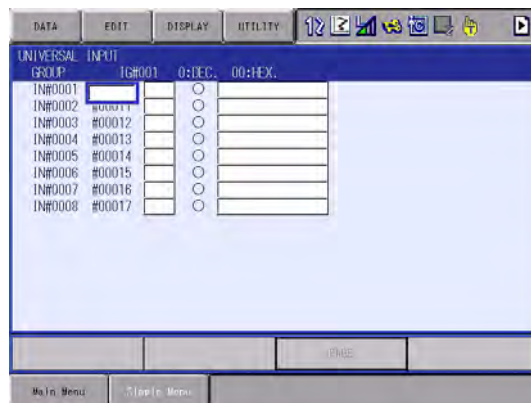 DATA EDIT DISPLAY UTILITY
UNIVERSAL INPUT
GROUP IG#001 0:DEC. 00:HEX.
IN#0001
IN#0002 #00011
IN#0003 #00012
IN#0004 #00013
IN#0005 #00014
IN#0006 #00015
IN#0007 #00016
IN#0008 #00017
PAGE
Main Menu Simple Menu